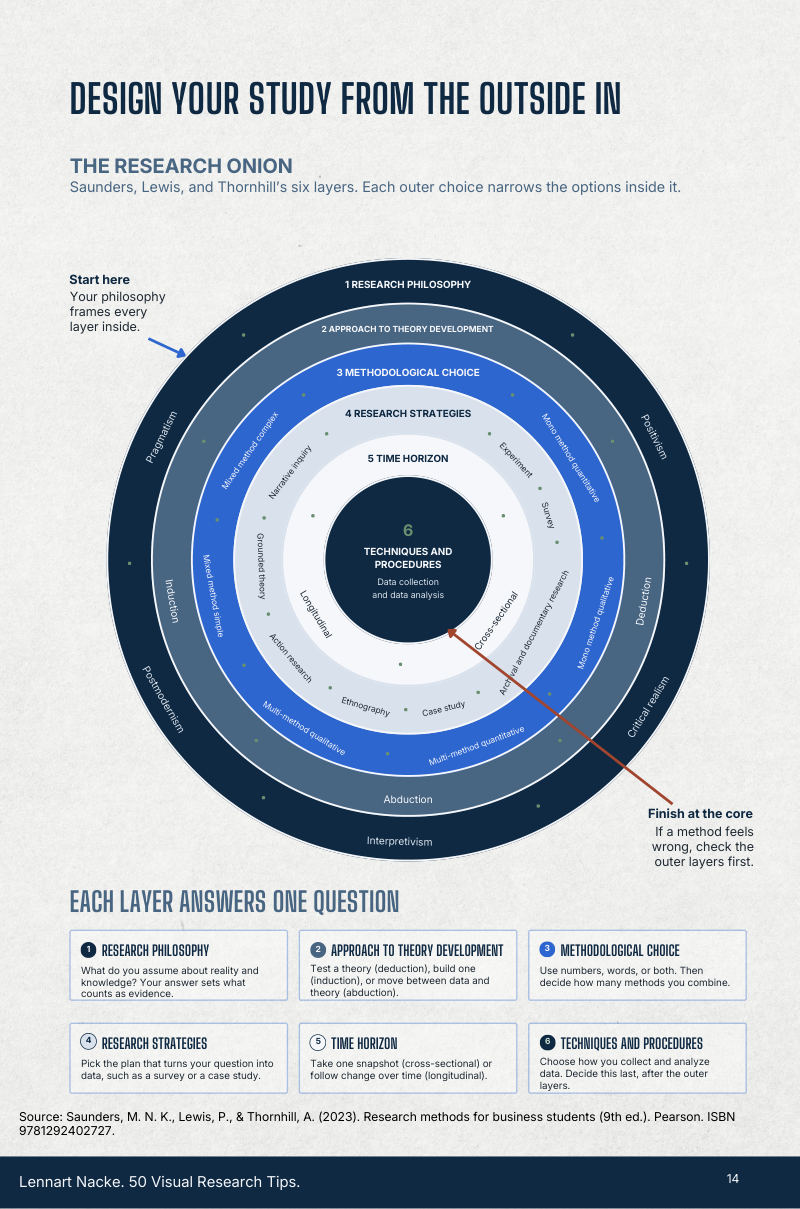 DESIGN YOUR STUDY FROM THE OUTSIDE IN
THE RESEARCH ONION
Saunders, Lewis, and Thornhill's six layers. Each outer choice narrows the options inside it.
Start here
Your philosophy
frames every
layer inside.
1 RESEARCH PHILOSOPHY
Positivism
Critical realism
Interpretivism
Postmodernism
Pragmatism
2 APPROACH TO THEORY DEVELOPMENT
Deduction
Abduction
Induction
3 METHODOLOGICAL CHOICE
Mono method quantitative
Mono method qualitative
Multi-method quantitative
Multi-method qualitative
Mixed method simple
Mixed method complex
4 RESEARCH STRATEGIES
Experiment
Survey
Archival and documentary research
Case study
Ethnography
Action research
Grounded theory
Narrative inquiry
5 TIME HORIZON
Cross-sectional
Longitudinal
6
TECHNIQUES AND
PROCEDURES
Data collection
and data analysis
Finish at the core
If a method feels
wrong, check the
outer layers first.
EACH LAYER ANSWERS ONE QUESTION
1 RESEARCH PHILOSOPHY
What do you assume about reality and
knowledge? Your answer sets what
counts as evidence.
2 APPROACH TO THEORY DEVELOPMENT
Test a theory (deduction), build one
(induction), or move between data and
theory (abduction).
3 METHODOLOGICAL CHOICE
Use numbers, words, or both. Then
decide how many methods you combine.
4 RESEARCH STRATEGIES
Pick the plan that turns your question into
data, such as a survey or a case study.
5 TIME HORIZON
Take one snapshot (cross-sectional) or
follow change over time (longitudinal).
6 TECHNIQUES AND PROCEDURES
Choose how you collect and analyze
data. Decide this last, after the outer
layers.
Source: Saunders, M. N. K., Lewis, P., & Thornhill, A. (2023). Research methods for business students (9th ed.). Pearson. ISBN
9781292402727.
Lennart Nacke. 50 Visual Research Tips.
14